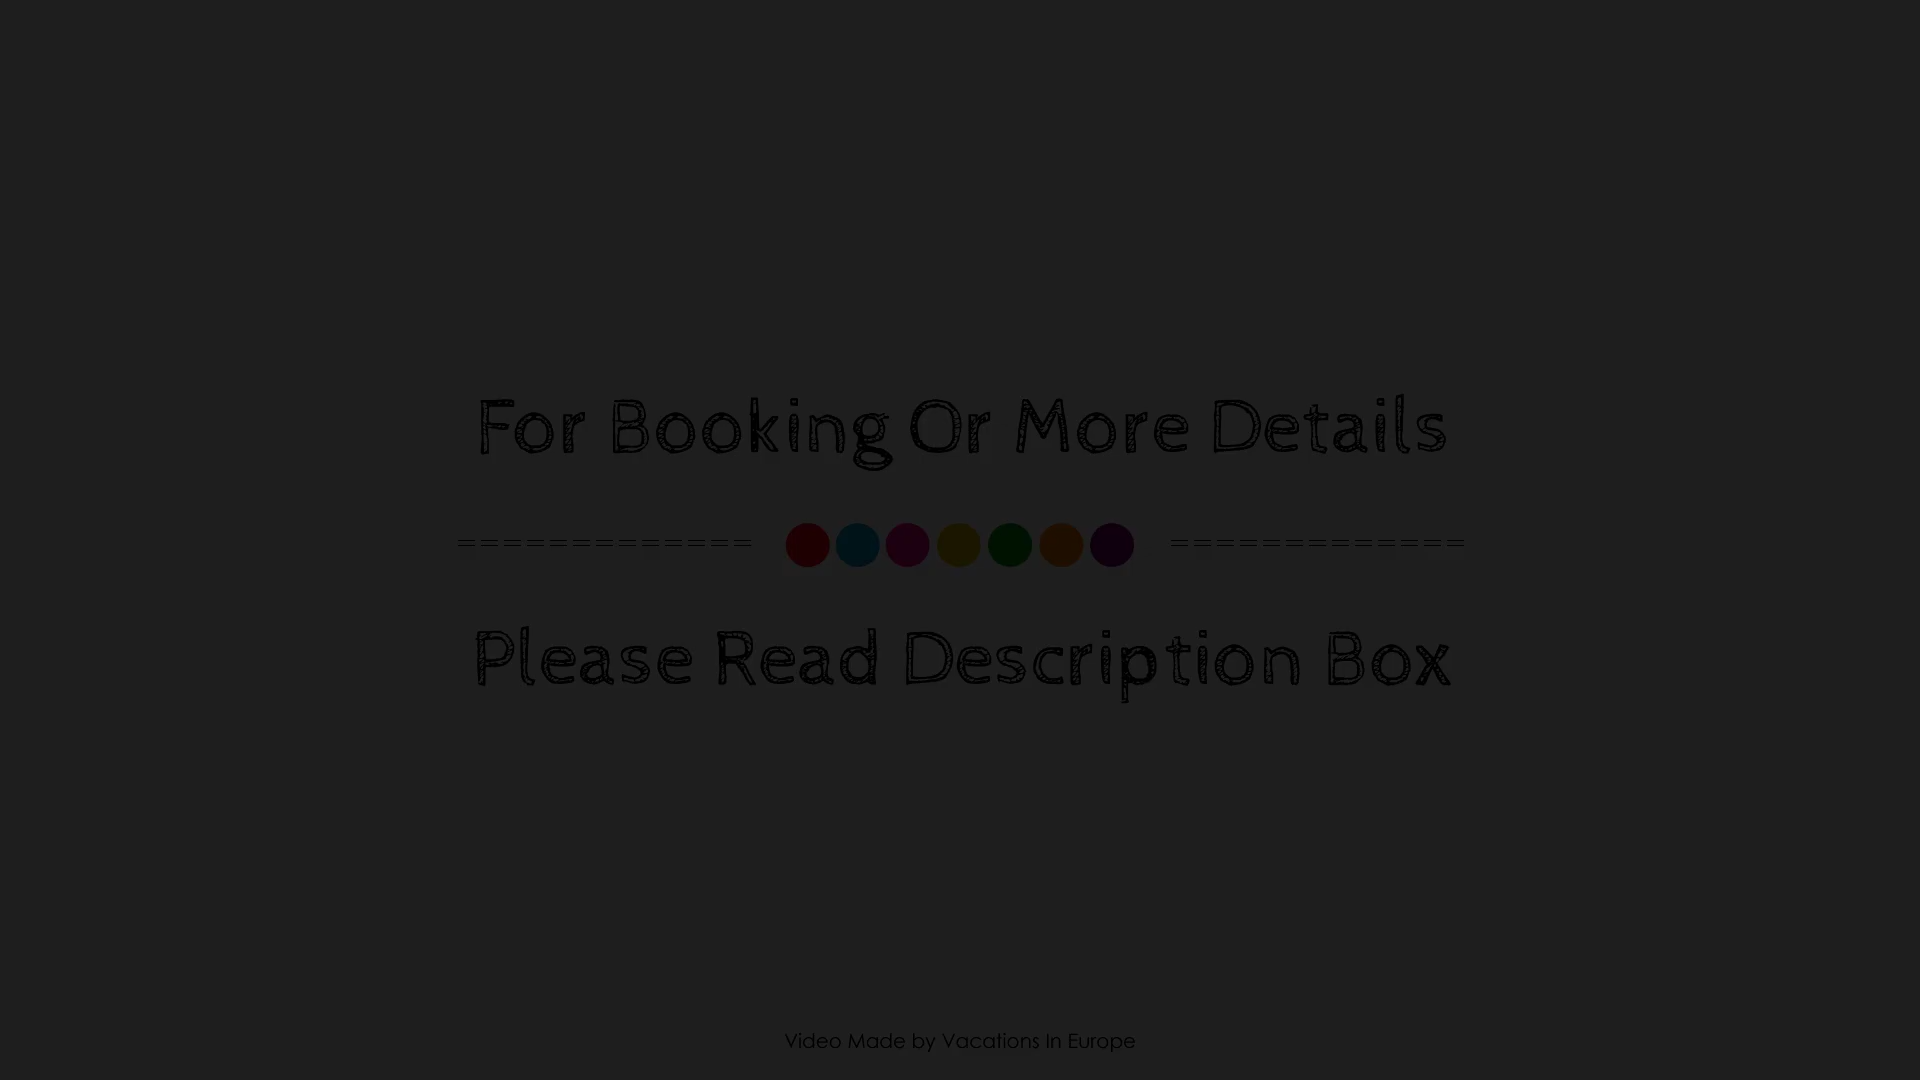 For Booking Or More Details
============= =============
Please Read Description Box
Video Made by Vacations In Europe